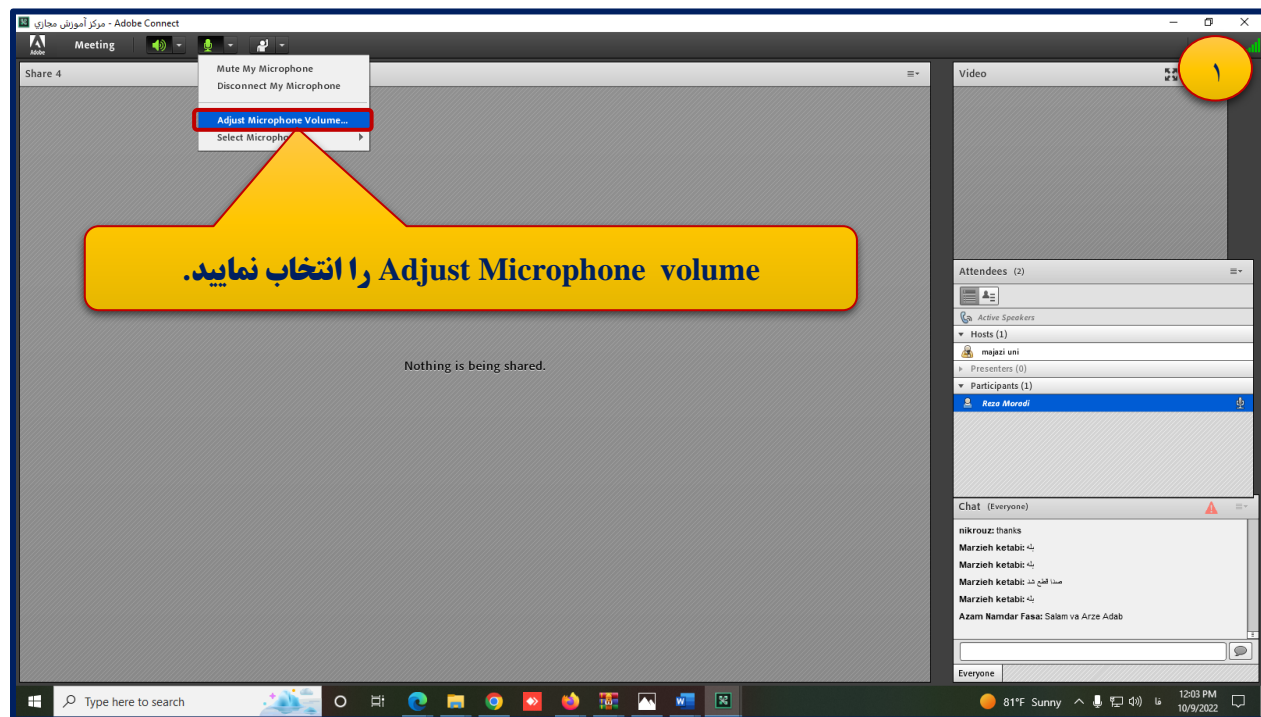 مرکز آموزش مجازي - Adobe Connect
Adobe
Meeting
۱
Mute My Microphone
Disconnect My Microphone
Adjust Microphone Volume...
Select Micropho
Share 4
Adjust Microphone volume را انتخاب نمایید.
Nothing is being shared.
Video
Attendees (2)
Active Speakers
Hosts (1)
majazi uni
Presenters (0)
Participants (1)
Reza Moradi
Chat (Everyone)
nikrouz: thanks
Marzieh ketabi: بله
Marzieh ketabi: بله
Marzieh ketabi: صدا قطع شد
Marzieh ketabi: بله
Azam Namdar Fasa: Salam va Arze Adab
Everyone
Type here to search
81°F Sunny
فا
12:03 PM
10/9/2022